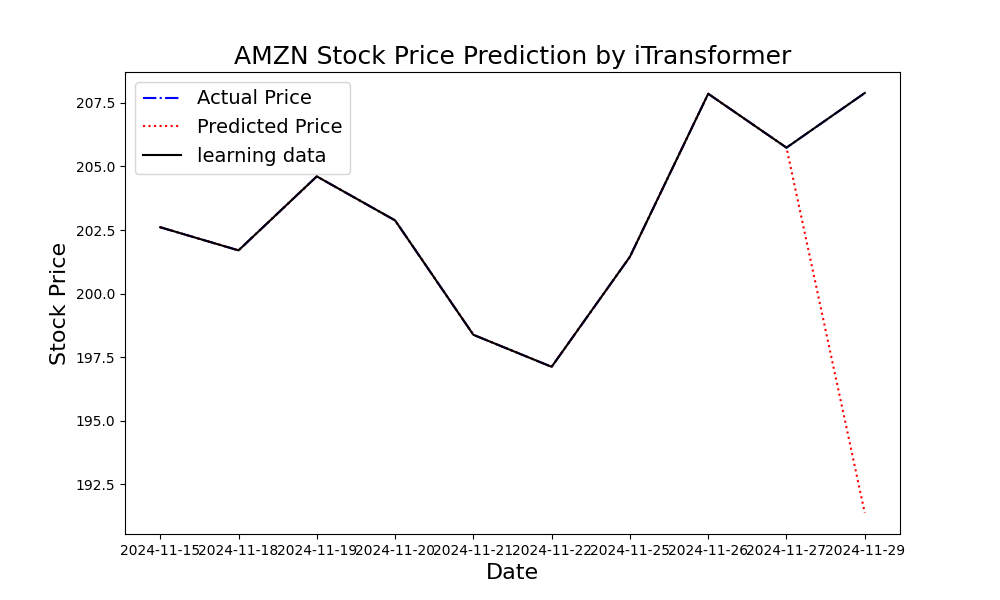 AMZN Stock Price Prediction by iTransformer
Actual Price
Predicted Price
learning data
207.5
205.0
202.5
200.0
197.5
195.0
192.5
Stock Price
2024-11-15 2024-11-18 2024-11-19 2024-11-20 2024-11-21 2024-11-22 2024-11-25 2024-11-26 2024-11-27 2024-11-29
Date